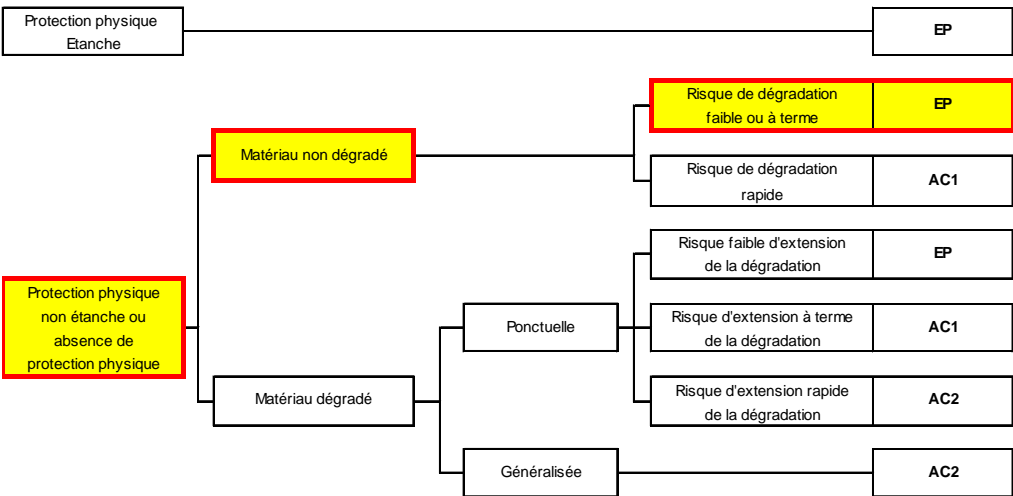 Protection physique
Etanche
EP
Risque de dégradation
faible ou à terme
EP
Matériau non dégradé
Risque de dégradation
rapide
AC1
Risque faible d'extension
de la dégradation
EP
Protection physique
non étanche ou
absence de
protection physique
Ponctuelle
Risque d'extension à terme
de la dégradation
AC1
Matériau dégradé
Risque d'extension rapide
de la dégradation
AC2
Généralisée
AC2